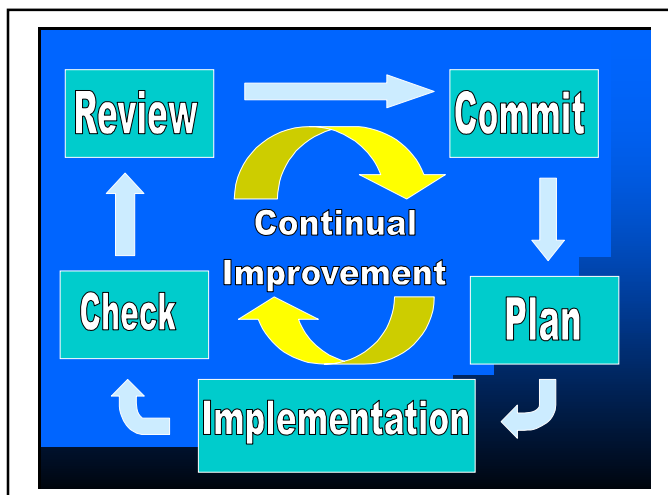 Review
Commit
Continual
Improvement
Check
Plan
Implementation